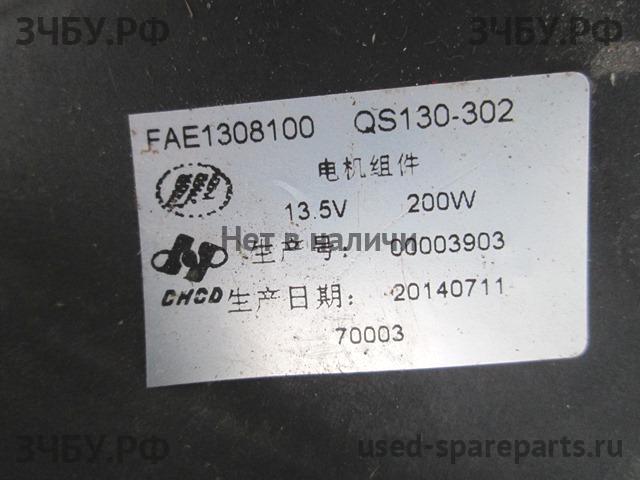 ЗЧБУ.РФ ЗЧБУ.РФ
FAE1308100 QS130-302
电机组件
13.5V 200W
Нет в наличи
生产号: 00003903
CHCD 生产日期: 20140711
70003
ЗЧБУ.РФ used-spareparts.ru